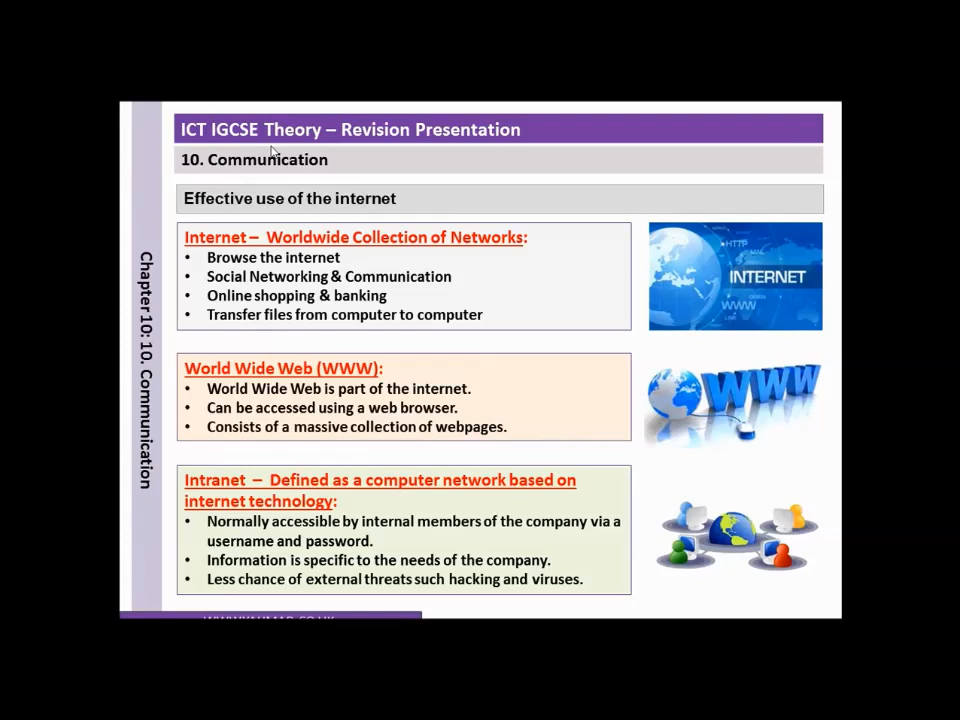 ICT IGCSE Theory – Revision Presentation
10. Communication
Effective use of the internet
Chapter 10: 10. Communication
Internet – Worldwide Collection of Networks:
• Browse the internet
• Social Networking & Communication
• Online shopping & banking
• Transfer files from computer to computer
HTTP
INTERNET
WWW
World Wide Web (WWW):
• World Wide Web is part of the internet.
• Can be accessed using a web browser.
• Consists of a massive collection of webpages.
WWW
Intranet – Defined as a computer network based on
internet technology:
• Normally accessible by internal members of the company via a
username and password.
• Information is specific to the needs of the company.
• Less chance of external threats such hacking and viruses.